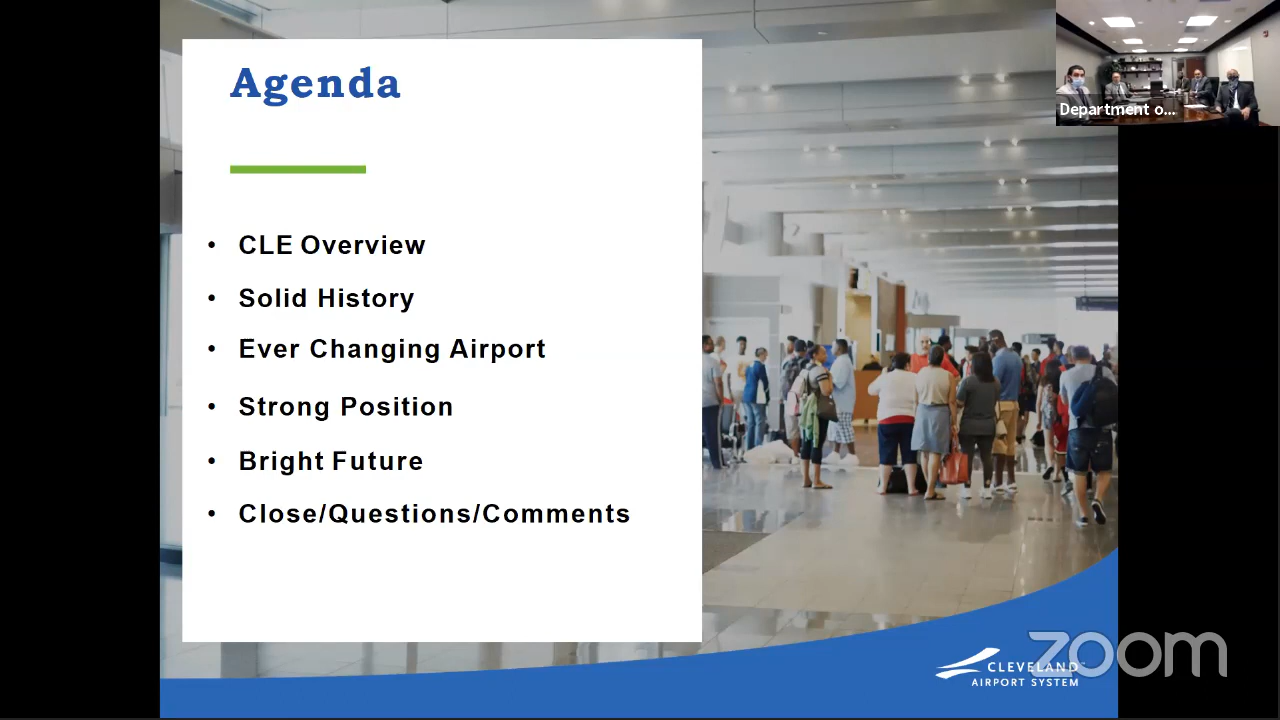 Agenda
Department o...
• CLE Overview
• Solid History
• Ever Changing Airport
• Strong Position
• Bright Future
• Close/Questions/Comments
CLEVELAND
AIRPORT SYSTEM
zoom